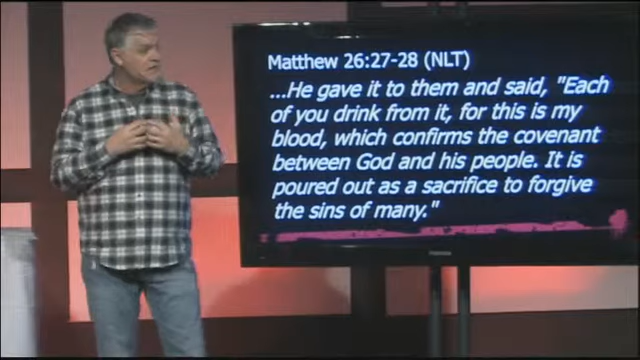 Matthew 26:27-28 (NLT)
...He gave it to them and said, "Each
of you drink from it, for this is my
blood, which confirms the covenant
between God and his people. It is
poured out as a sacrifice to forgive
the sins of many."